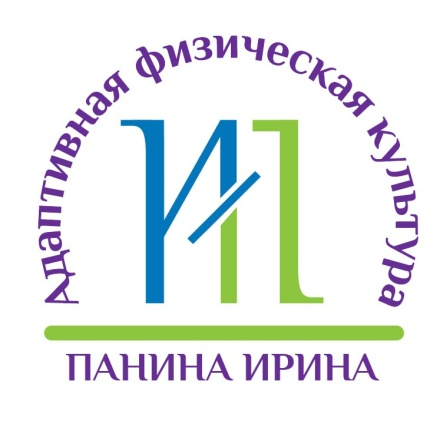 Адаптивная физическая культура
ИП
ПАНИНА ИРИНА